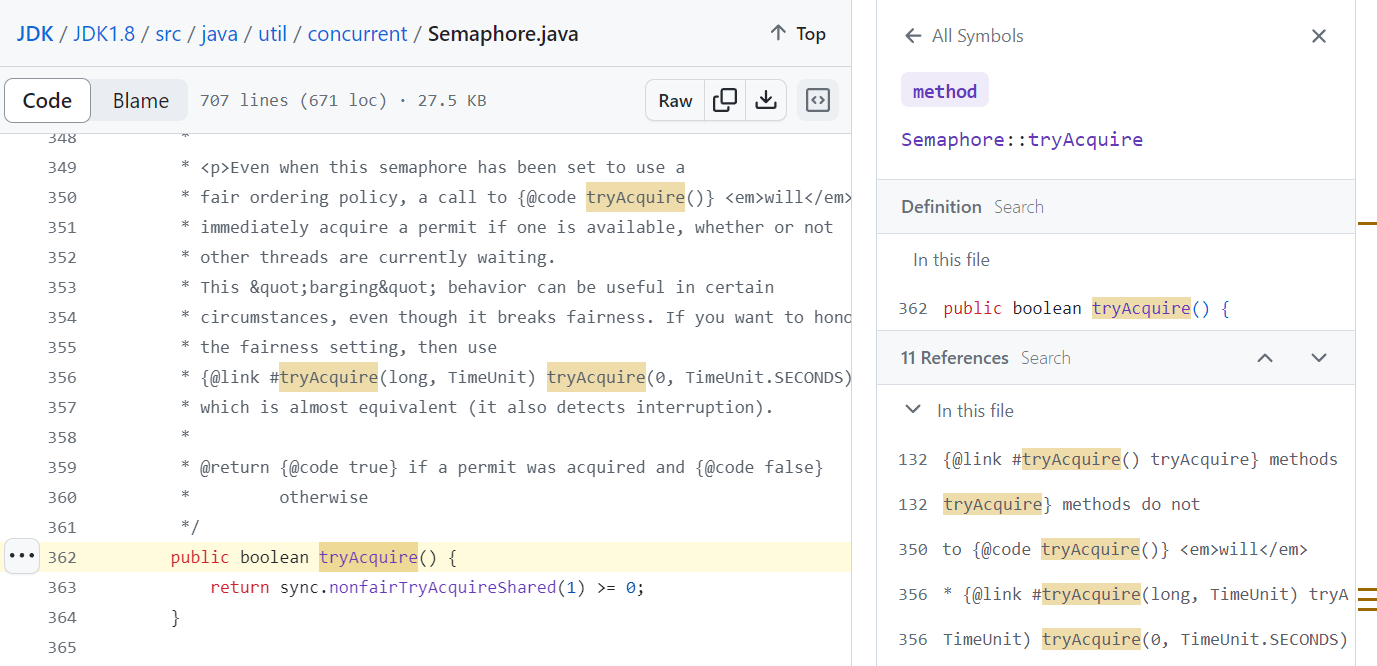 JDK / JDK1.8 / src / java / util / concurrent / Semaphore.java
Top
Code
Blame
707 lines (671 loc) · 27.5 KB
Raw
348 *
349 * <p>Even when this semaphore has been set to use a
350 * fair ordering policy, a call to {@code tryAcquire()} <em>will</em>
351 * immediately acquire a permit if one is available, whether or not
352 * other threads are currently waiting.
353 * This &quot;barging&quot; behavior can be useful in certain
354 * circumstances, even though it breaks fairness. If you want to hono
355 * the fairness setting, then use
356 * {@link #tryAcquire(long, TimeUnit) tryAcquire(0, TimeUnit.SECONDS)
357 * which is almost equivalent (it also detects interruption).
358 *
359 * @return {@code true} if a permit was acquired and {@code false}
360 * otherwise
361 */
362 public boolean tryAcquire() {
363 return sync.nonfairTryAcquireShared(1) >= 0;
364 }
365
All Symbols
method
Semaphore::tryAcquire
Definition Search
In this file
362 public boolean tryAcquire() {
11 References Search
In this file
132 {@link #tryAcquire() tryAcquire} methods
132 tryAcquire} methods do not
350 to {@code tryAcquire()} <em>will</em>
356 * {@link #tryAcquire(long, TimeUnit) tryA
356 TimeUnit) tryAcquire(0, TimeUnit.SECONDS)